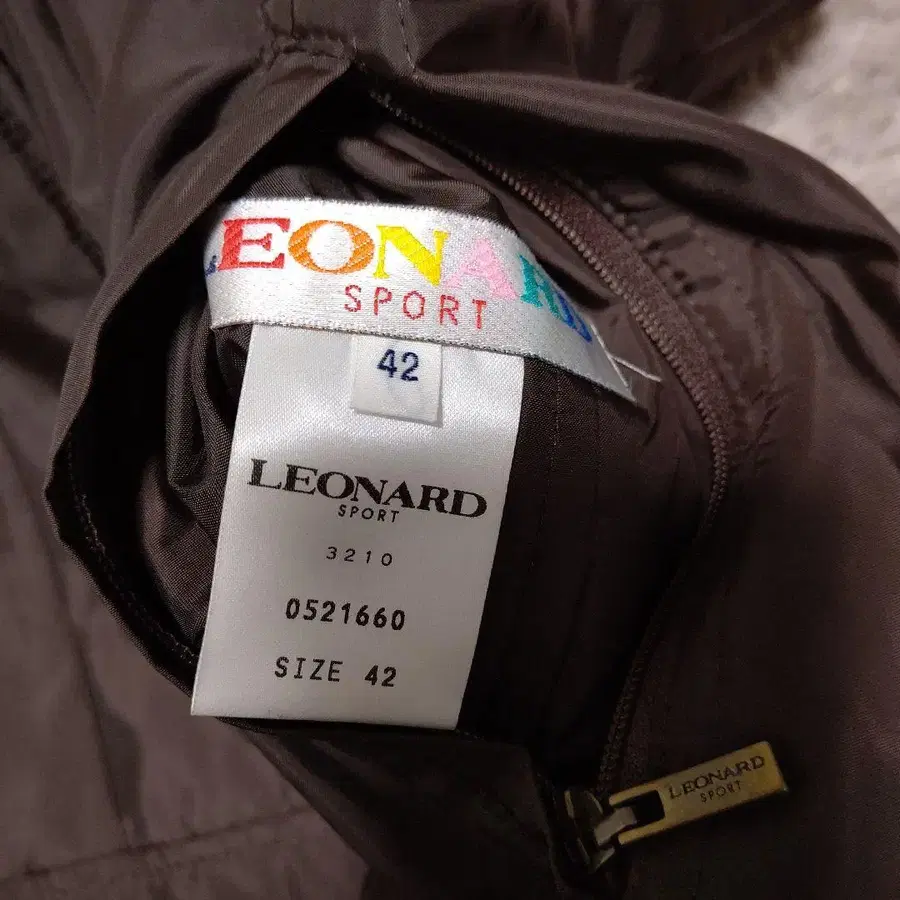 LEONARD
SPORT
42
LEONARD
SPORT
3210
0521660
SIZE 42
LEONARD
SPORT